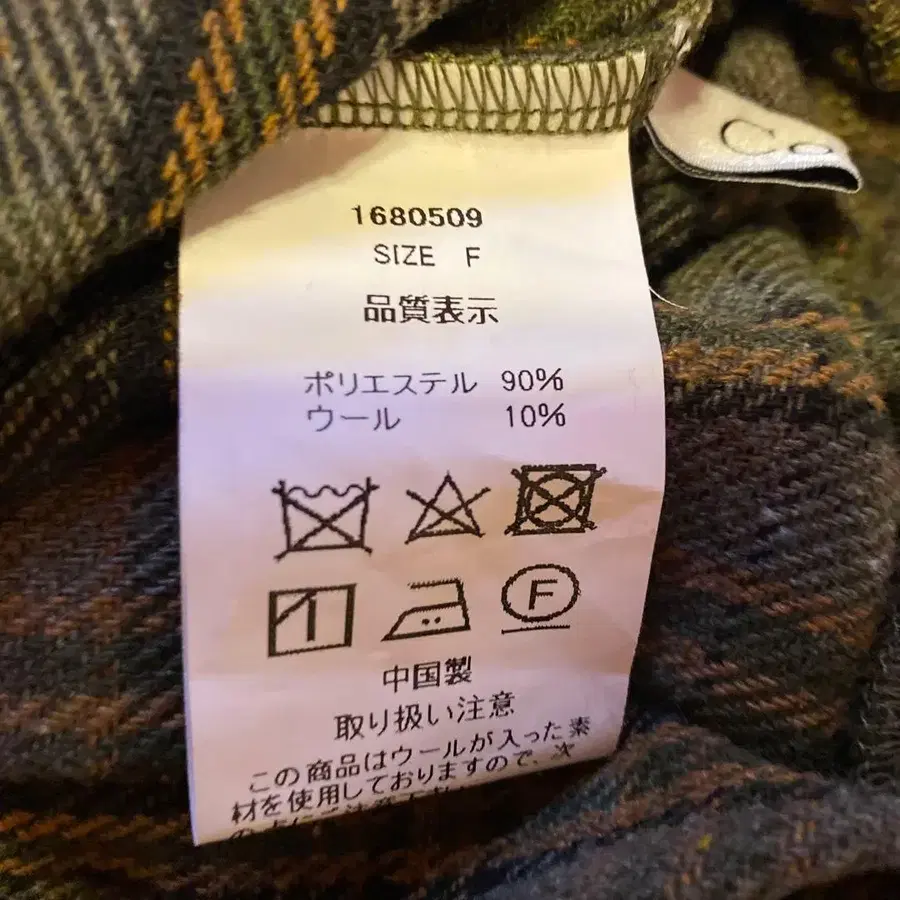 1680509
SIZE F
品質表示
ポリエステル 90%
ウール 10%
F
中国製
取り扱い注意
この商品はウールが入った素
材を使用しておりますので、次